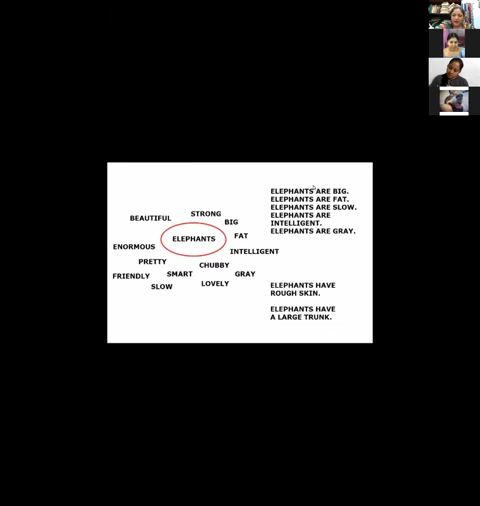 STRONG
BEAUTIFUL
BIG
ELEPHANTS
FAT
ENORMOUS
INTELLIGENT
PRETTY
CHUBBY
FRIENDLY
SMART
GRAY
SLOW
LOVELY
ELEPHANTS ARE BIG.
ELEPHANTS ARE FAT.
ELEPHANTS ARE SLOW.
ELEPHANTS ARE
INTELLIGENT.
ELEPHANTS ARE GRAY.
ELEPHANTS HAVE
ROUGH SKIN.
ELEPHANTS HAVE
A LARGE TRUNK.